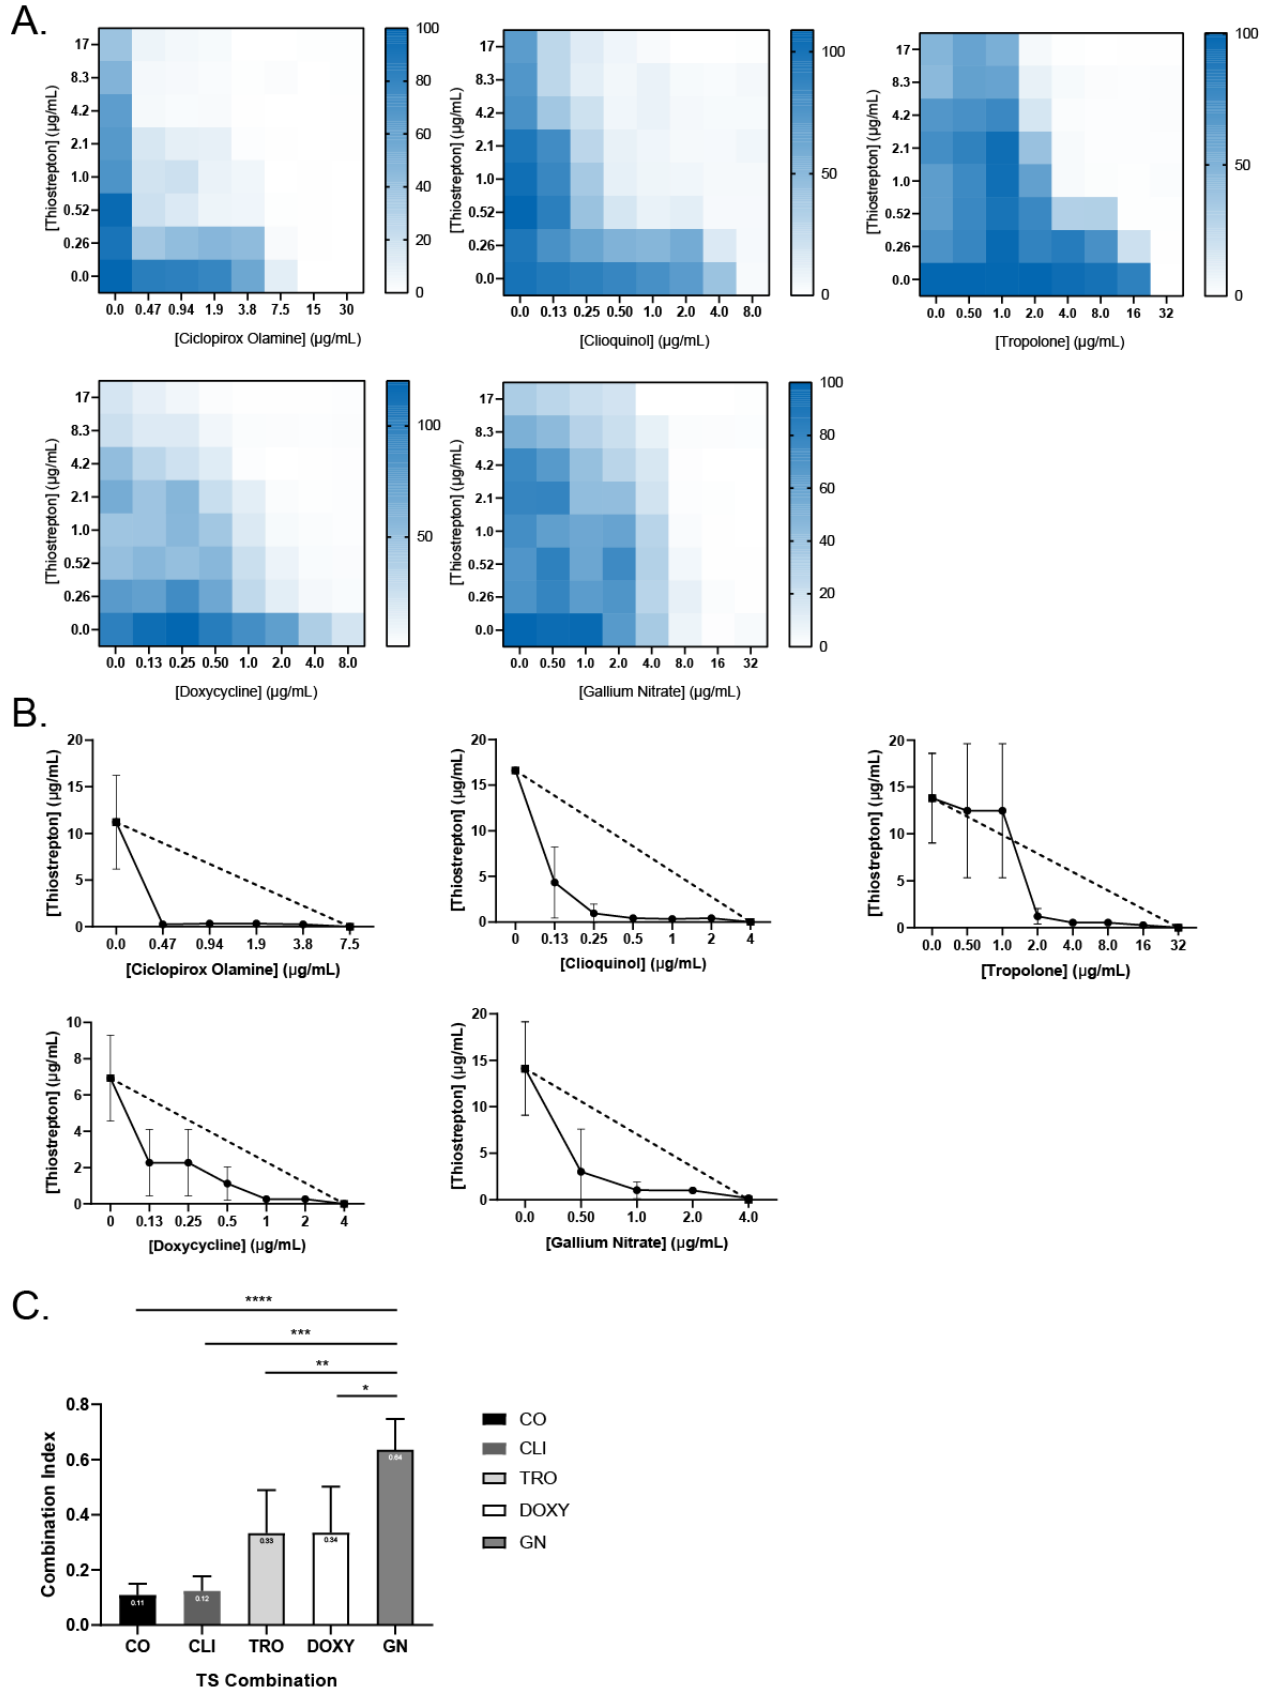 A.
[Thiostrepton] (µg/mL)
17
8.3
4.2
2.1
1.0
0.52
0.26
0.0
0.0 0.47 0.94 1.9 3.8 7.5 15 30
[Ciclopirox Olamine] (µg/mL)
100
80
60
40
20
0
[Thiostrepton] (µg/mL)
17
8.3
4.2
2.1
1.0
0.52
0.26
0.0
0.0 0.13 0.25 0.50 1.0 2.0 4.0 8.0
[Clioquinol] (µg/mL)
100
50
0
[Thiostrepton] (µg/mL)
17
8.3
4.2
2.1
1.0
0.52
0.26
0.0
0.0 0.50 1.0 2.0 4.0 8.0 16 32
[Tropolone] (µg/mL)
100
50
0
[Thiostrepton] (µg/mL)
17
8.3
4.2
2.1
1.0
0.52
0.26
0.0
0.0 0.13 0.25 0.50 1.0 2.0 4.0 8.0
[Doxycycline] (µg/mL)
100
50
[Thiostrepton] (µg/mL)
17
8.3
4.2
2.1
1.0
0.52
0.26
0.0
0.0 0.50 1.0 2.0 4.0 8.0 16 32
[Gallium Nitrate] (µg/mL)
100
80
60
40
20
0
B.
[Thiostrepton] (µg/mL)
20
15
10
5
0
0.0 0.47 0.94 1.9 3.8 7.5
[Ciclopirox Olamine] (µg/mL)
[Thiostrepton] (µg/mL)
20
15
10
5
0
0 0.13 0.25 0.5 1 2 4
[Clioquinol] (µg/mL)
[Thiostrepton] (µg/mL)
20
15
10
5
0
0.0 0.50 1.0 2.0 4.0 8.0 16 32
[Tropolone] (µg/mL)
[Thiostrepton] (µg/mL)
10
8
6
4
2
0
0 0.13 0.25 0.5 1 2 4
[Doxycycline] (µg/mL)
[Thiostrepton] (µg/mL)
20
15
10
5
0
0.0 0.50 1.0 2.0 4.0
[Gallium Nitrate] (µg/mL)
C.
****
***
**
*
Combination Index
0.8
0.6
0.4
0.2
0.0
0.11 0.12 0.33 0.34 0.64
CO CLI TRO DOXY GN
TS Combination
CO
CLI
TRO
DOXY
GN